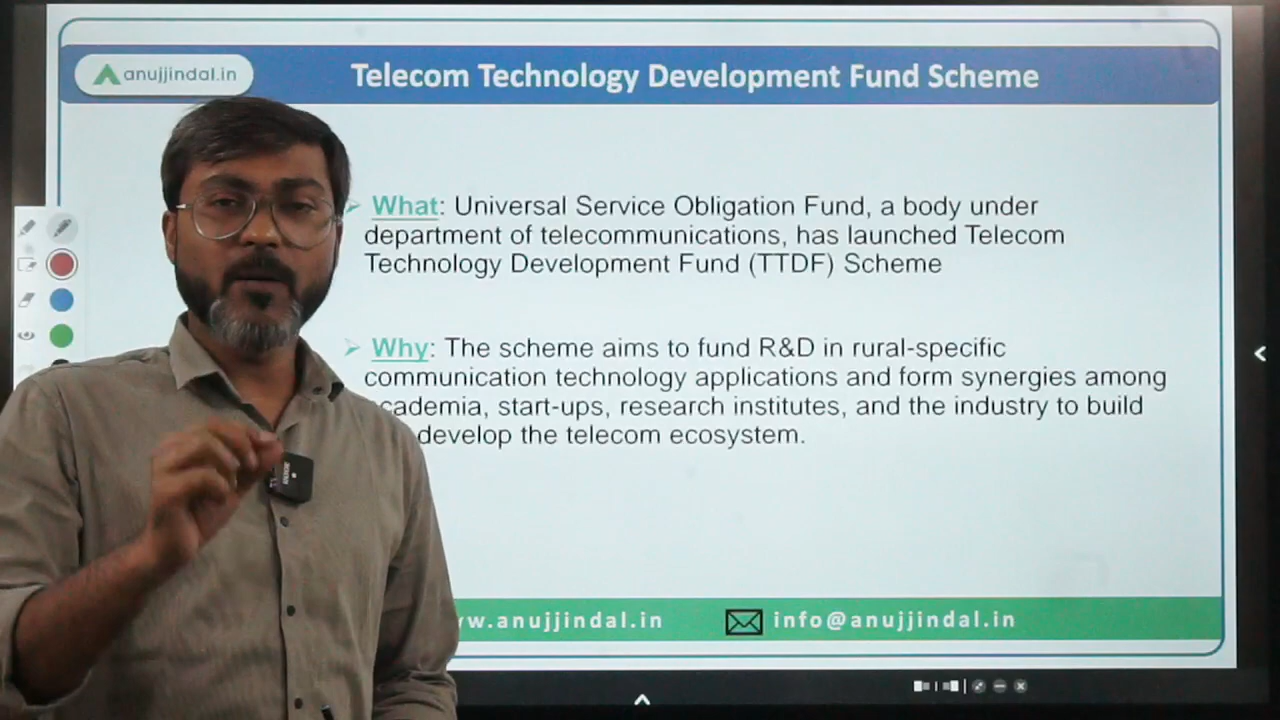 anujjindal.in
Telecom Technology Development Fund Scheme
What: Universal Service Obligation Fund, a body under
department of telecommunications, has launched Telecom
Technology Development Fund (TTDF) Scheme
Why: The scheme aims to fund R&D in rural-specific
communication technology applications and form synergies among
academia, start-ups, research institutes, and the industry to build
develop the telecom ecosystem.
w.anujjindal.in
info@anujjindal.in